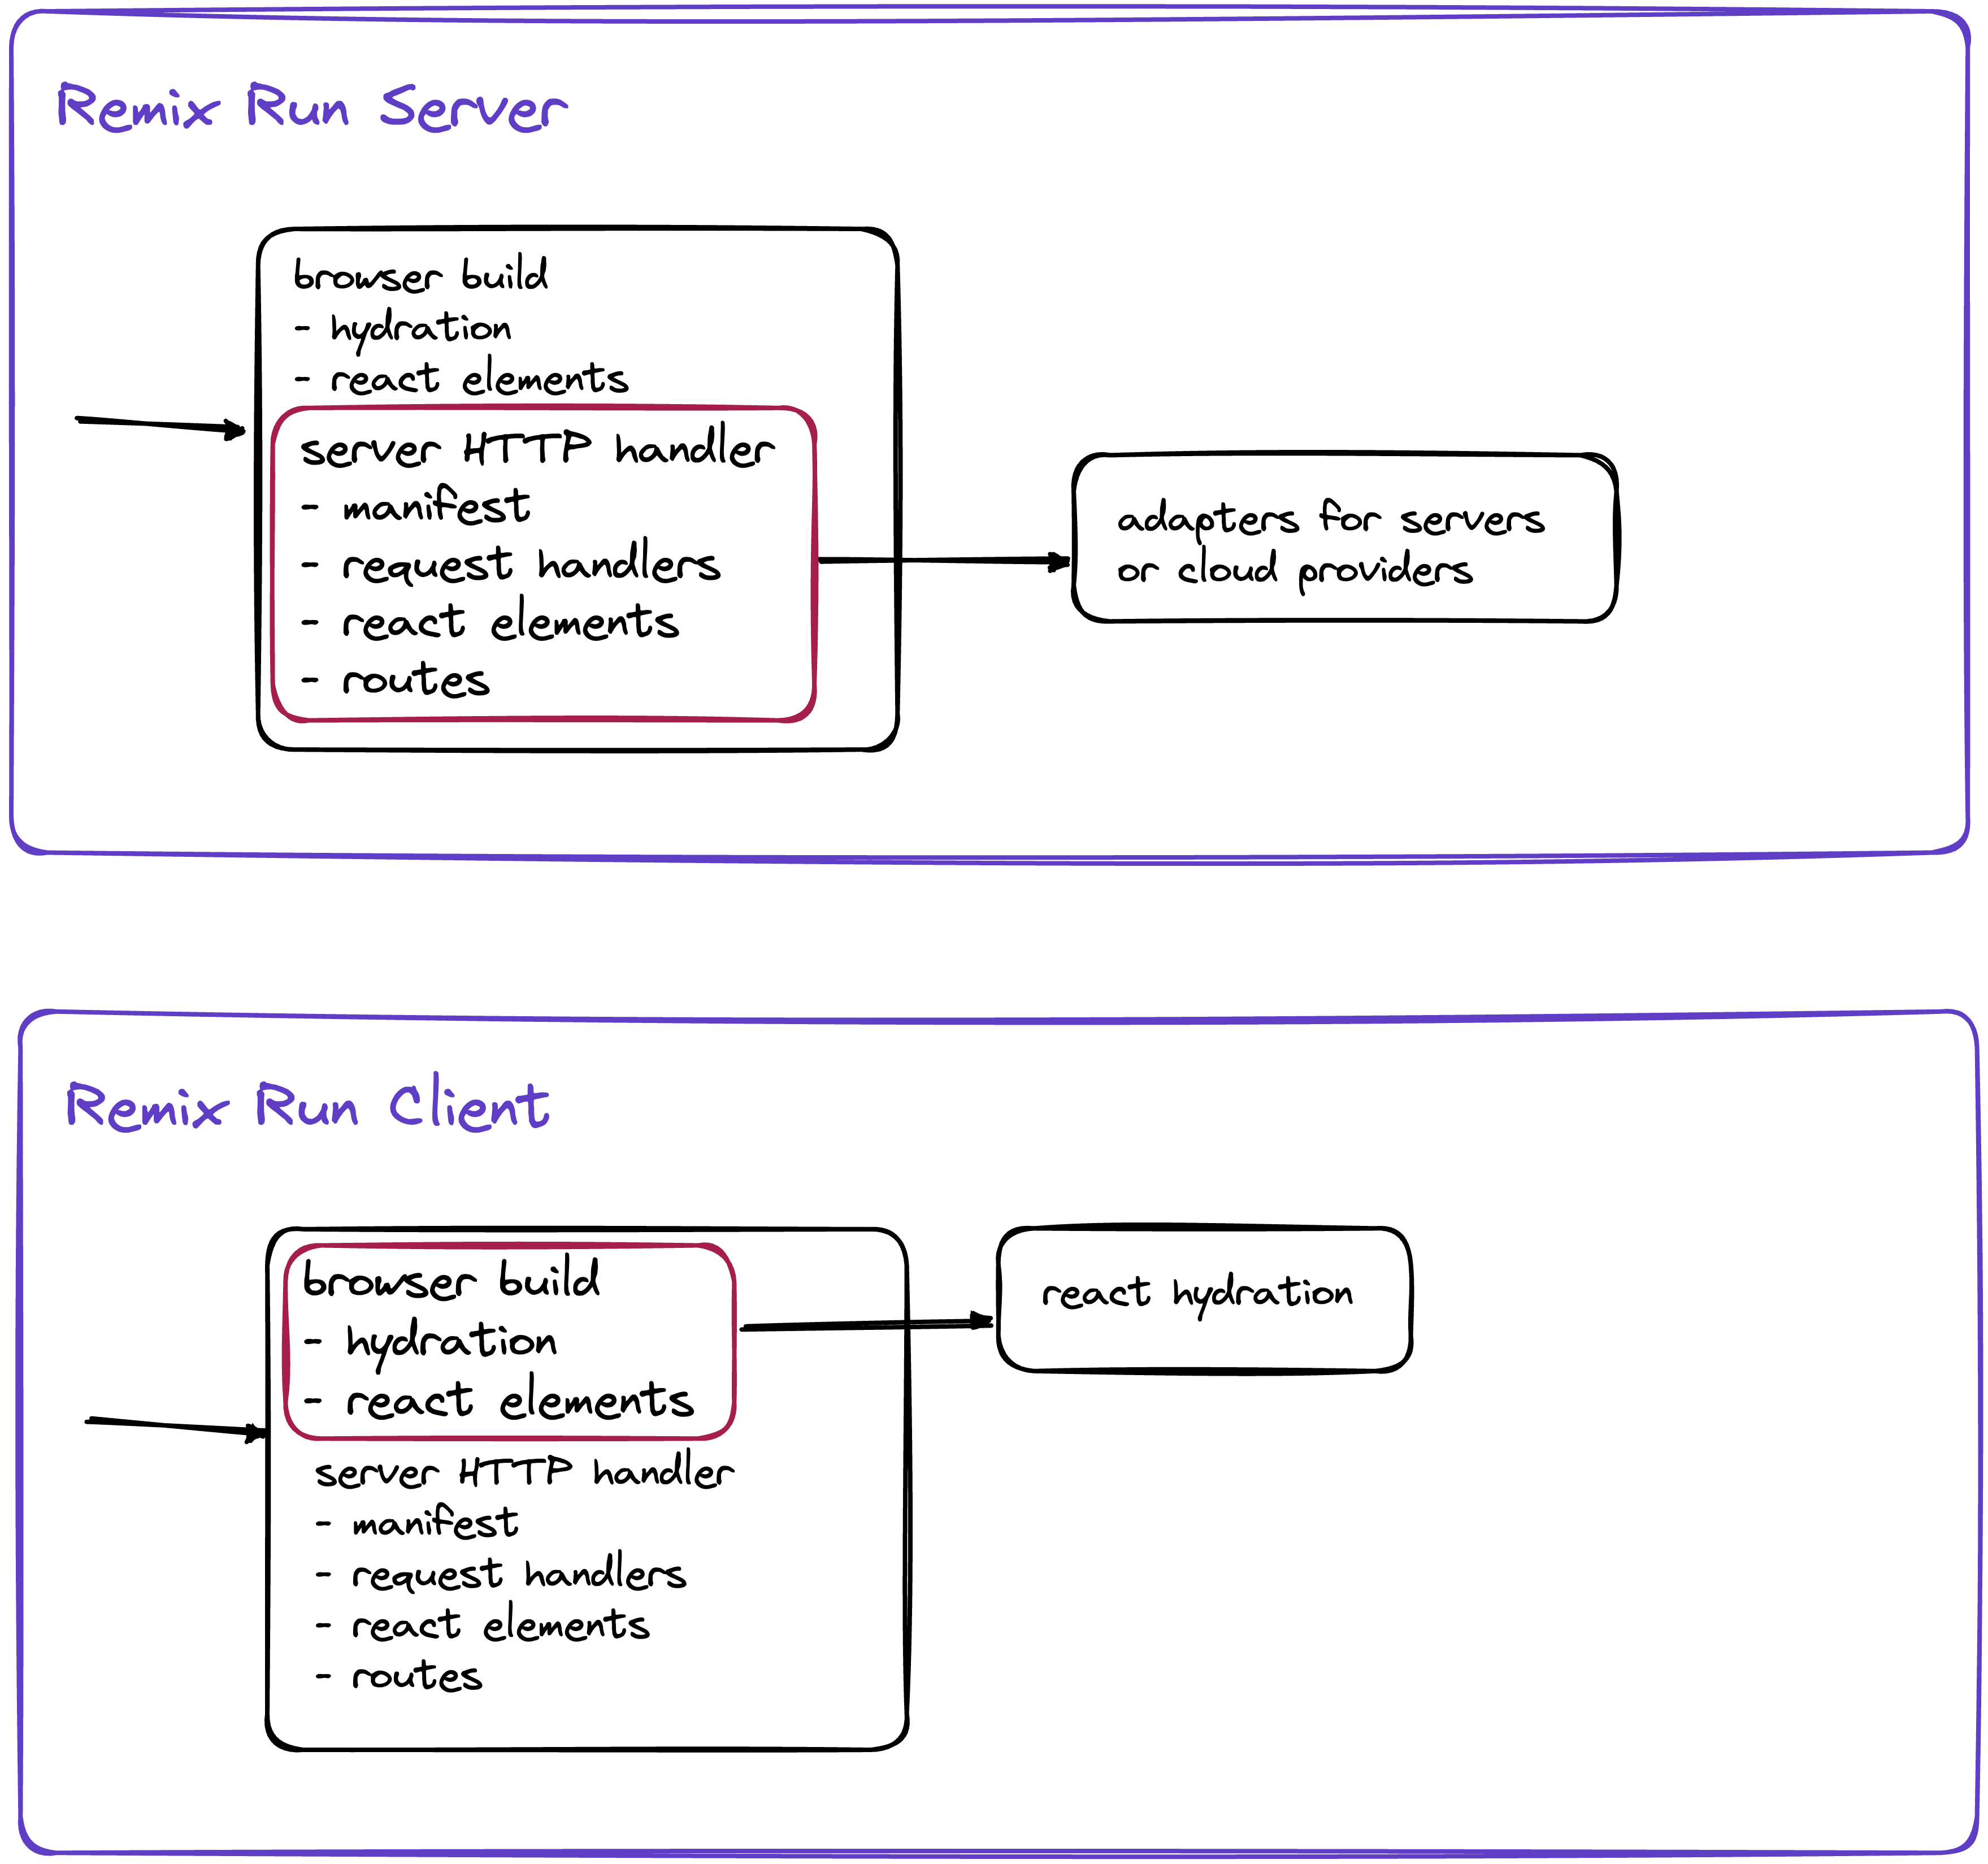 Remix Run Server
browser build
- hydration
- react elements
server HTTP handler
- manifest
- request handlers
- react elements
- routes
adapters for servers
or cloud providers
Remix Run Client
browser build
- hydration
- react elements
server HTTP handler
- manifest
- request handlers
- react elements
- routes
react hydration